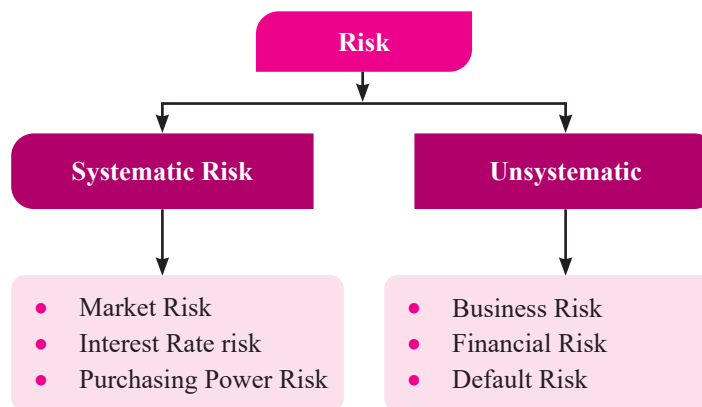 Risk
Systematic Risk
Unsystematic
● Market Risk
● Interest Rate risk
● Purchasing Power Risk
● Business Risk
● Financial Risk
● Default Risk